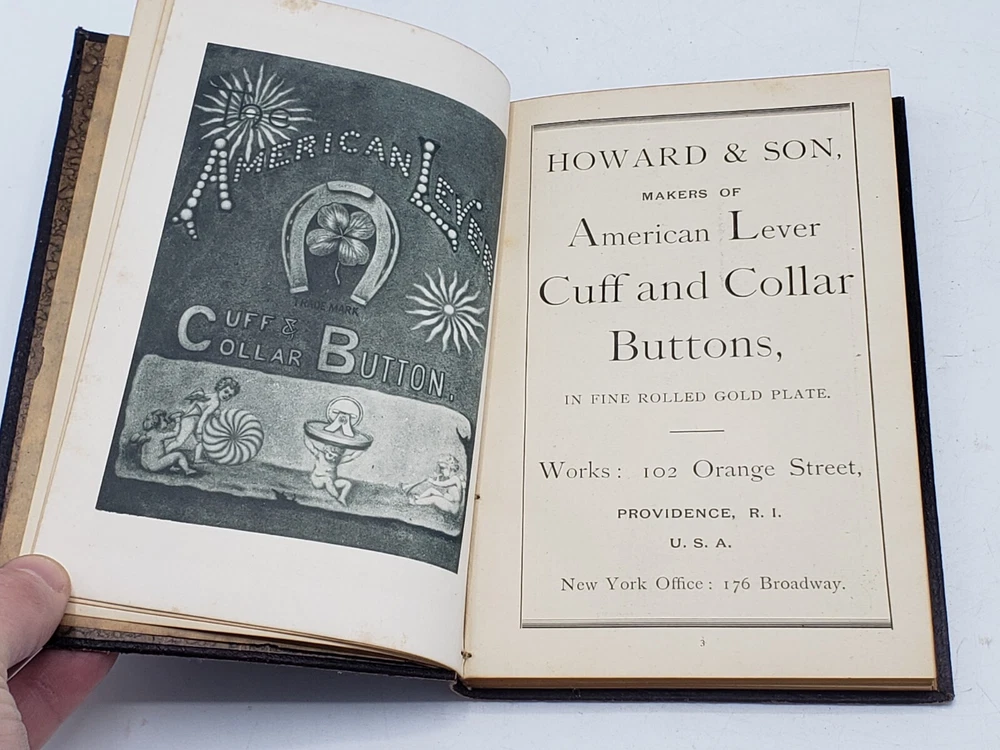 The
AMERICAN LEVER
TRADE MARK
CUFF &
COLLAR BUTTON.
HOWARD & SON,
MAKERS OF
American Lever
Cuff and Collar
Buttons,
IN FINE ROLLED GOLD PLATE.
Works: 102 Orange Street,
PROVIDENCE, R. I.
U. S. A.
New York Office: 176 Broadway.
3